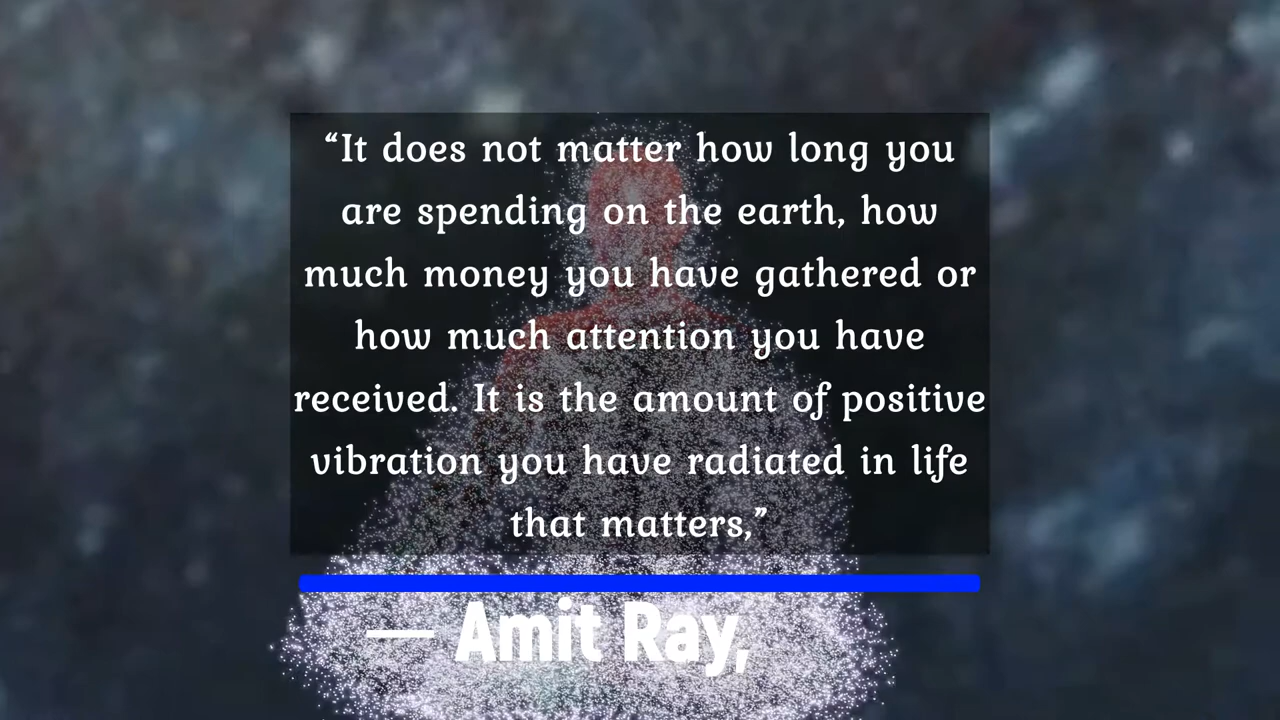 “It does not matter how long you
are spending on the earth, how
much money you have gathered or
how much attention you have
received. It is the amount of positive
vibration you have radiated in life
that matters,”
— Amit Ray,